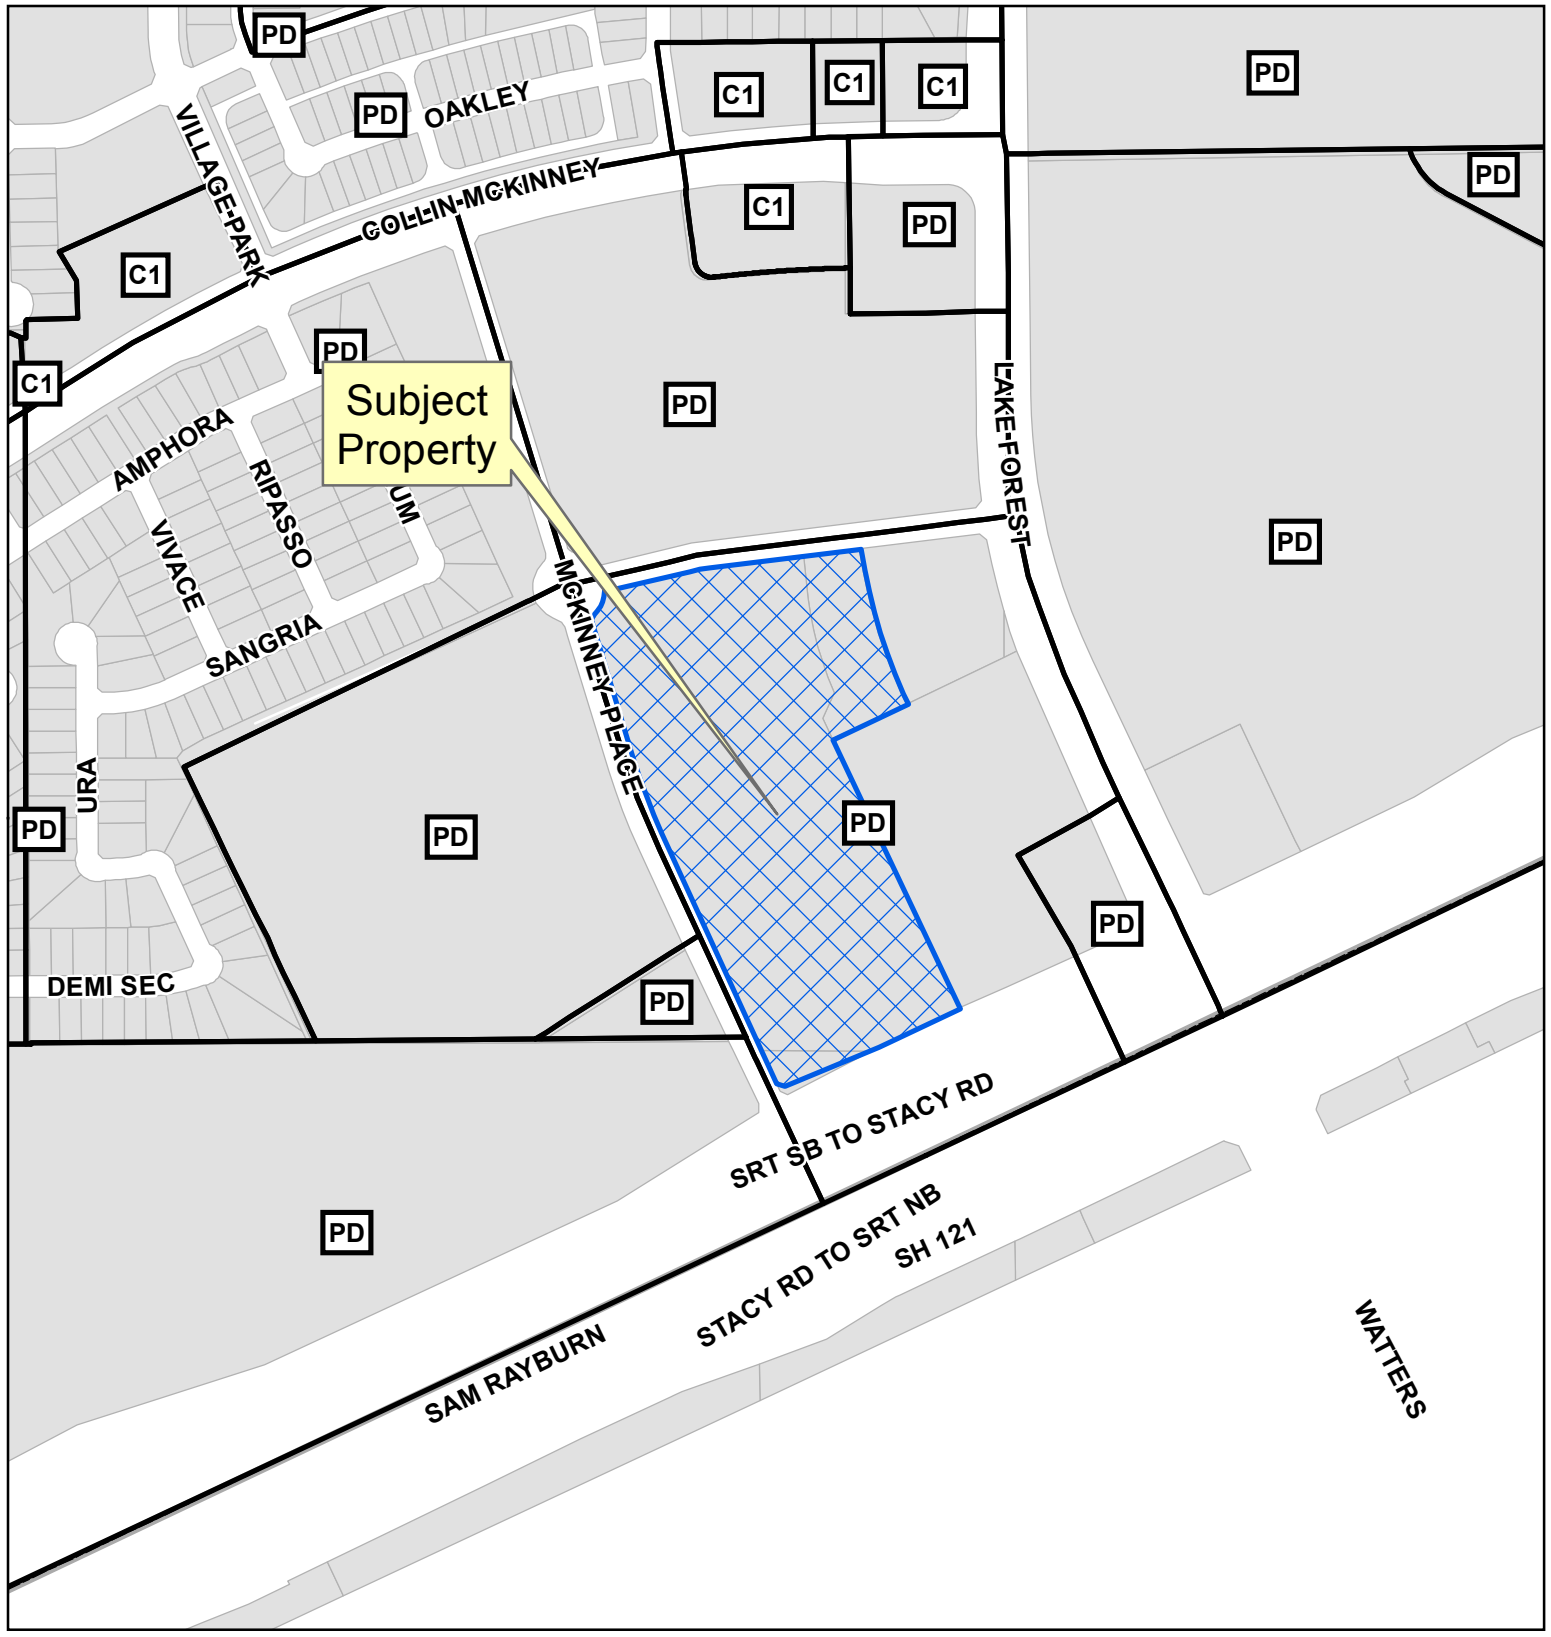 PD
PD
C1
C1
C1
PD
OAKLEY
VILLAGE PARK
COLLIN MCKINNEY
PD
C1
PD
C1
PD
C1
Subject
Property
PD
LAKE FOREST
AMPHORA
RIPASSO
UM
VIVACE
PD
SANGRIA
MCKINNEY PLACE
URA
PD
PD
PD
PD
DEMI SEC
PD
SRT SB TO STACY RD
STACY RD TO SRT NB
SH 121
PD
SAM RAYBURN
WATTERS